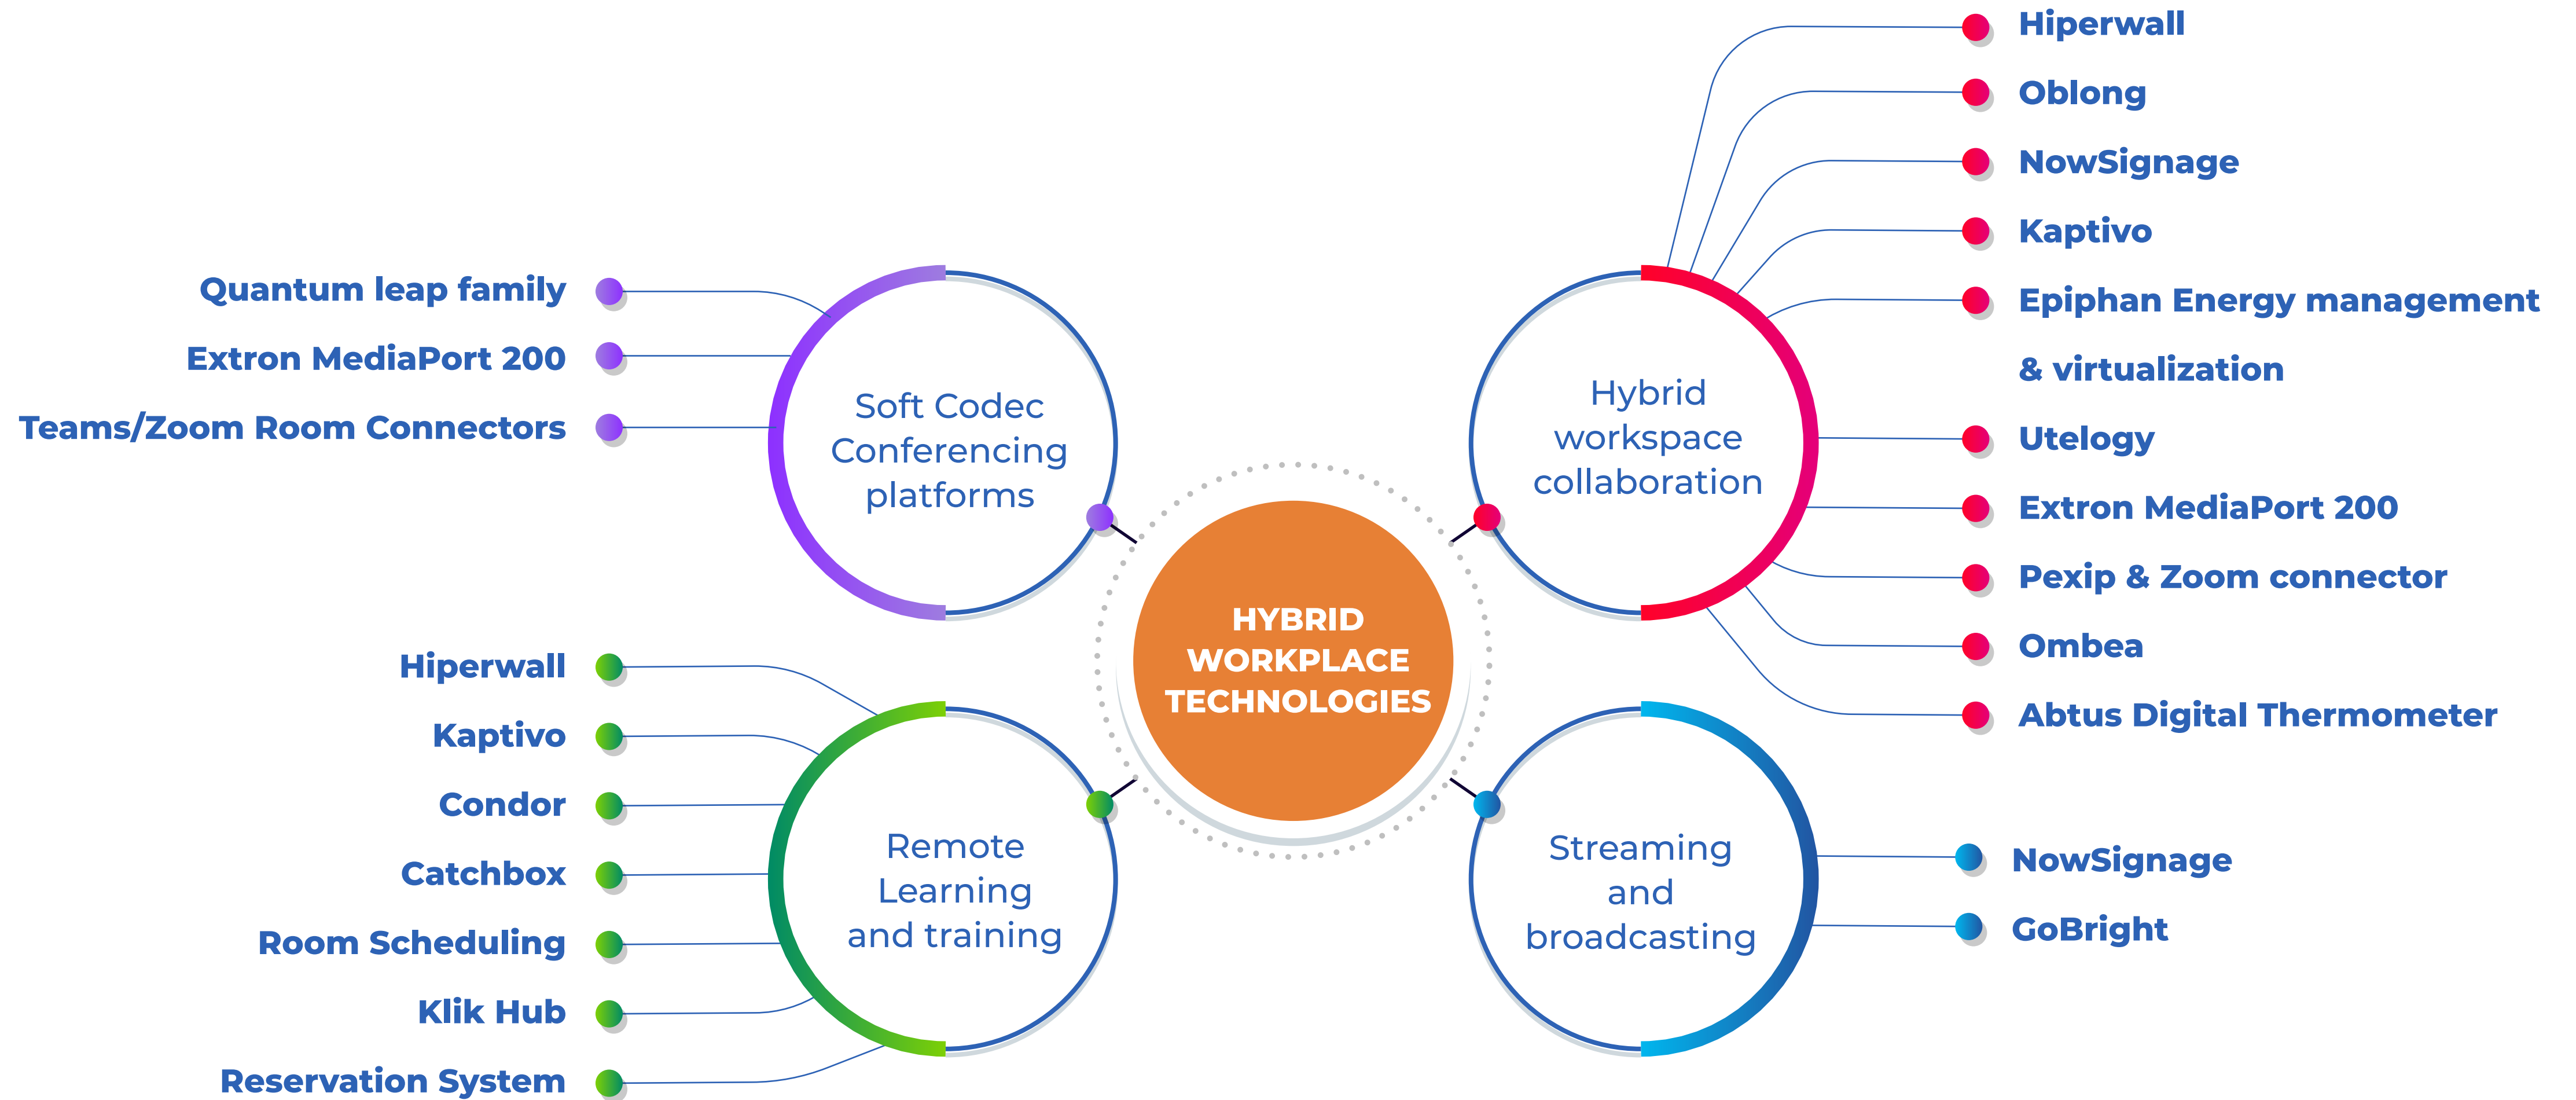 Quantum leap family
Extron MediaPort 200
Teams/Zoom Room Connectors
Soft Codec
Conferencing
platforms
Hiperwall
Kaptivo
Condor
Catchbox
Room Scheduling
Klik Hub
Reservation System
Remote
Learning
and training
HYBRID
WORKPLACE
TECHNOLOGIES
Hybrid
workspace
collaboration
Hiperwall
Oblong
NowSignage
Kaptivo
Epiphan Energy management
& virtualization
Utelogy
Extron MediaPort 200
Pexip & Zoom connector
Ombea
Abtus Digital Thermometer
Streaming
and
broadcasting
NowSignage
GoBright